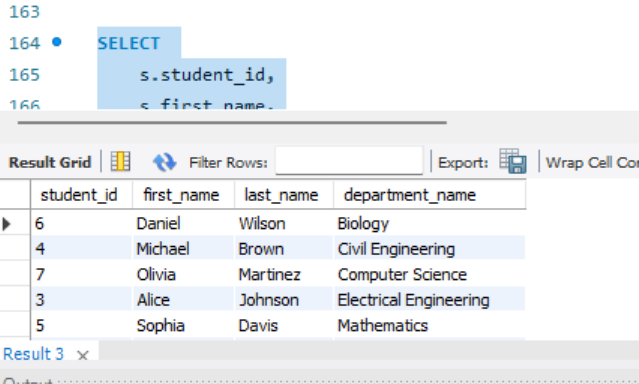 163
164 SELECT
165 s.student_id,
166 s.first_name,
Result Grid Filter Rows: Export: Wrap Cell Con
student_id first_name last_name department_name
6 Daniel Wilson Biology
4 Michael Brown Civil Engineering
7 Olivia Martinez Computer Science
3 Alice Johnson Electrical Engineering
5 Sophia Davis Mathematics
Result 3 ×
Output